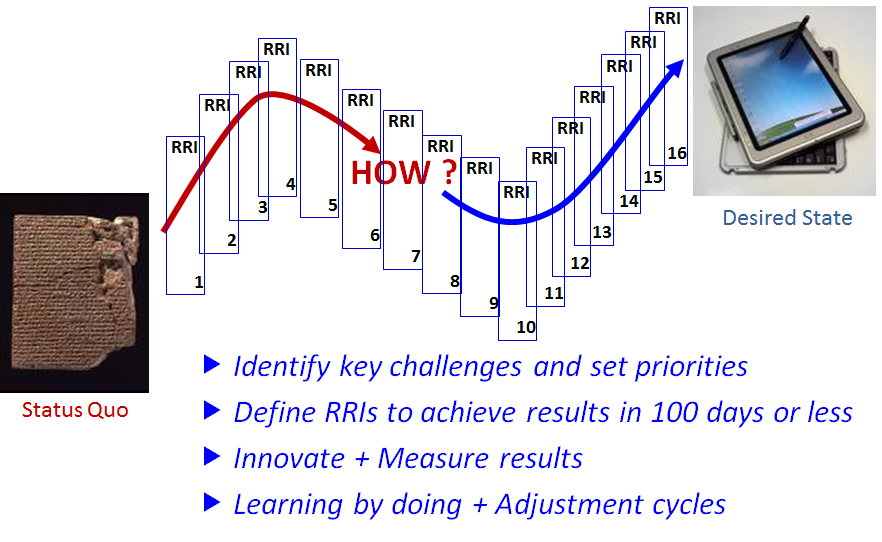 RRI
1
RRI
2
RRI
3
RRI
4
RRI
5
RRI
6
RRI
7
RRI
8
RRI
9
RRI
10
RRI
11
RRI
12
RRI
13
RRI
14
RRI
15
RRI
16
HOW ?
Status Quo
Desired State
Identify key challenges and set priorities
Define RRIs to achieve results in 100 days or less
Innovate + Measure results
Learning by doing + Adjustment cycles